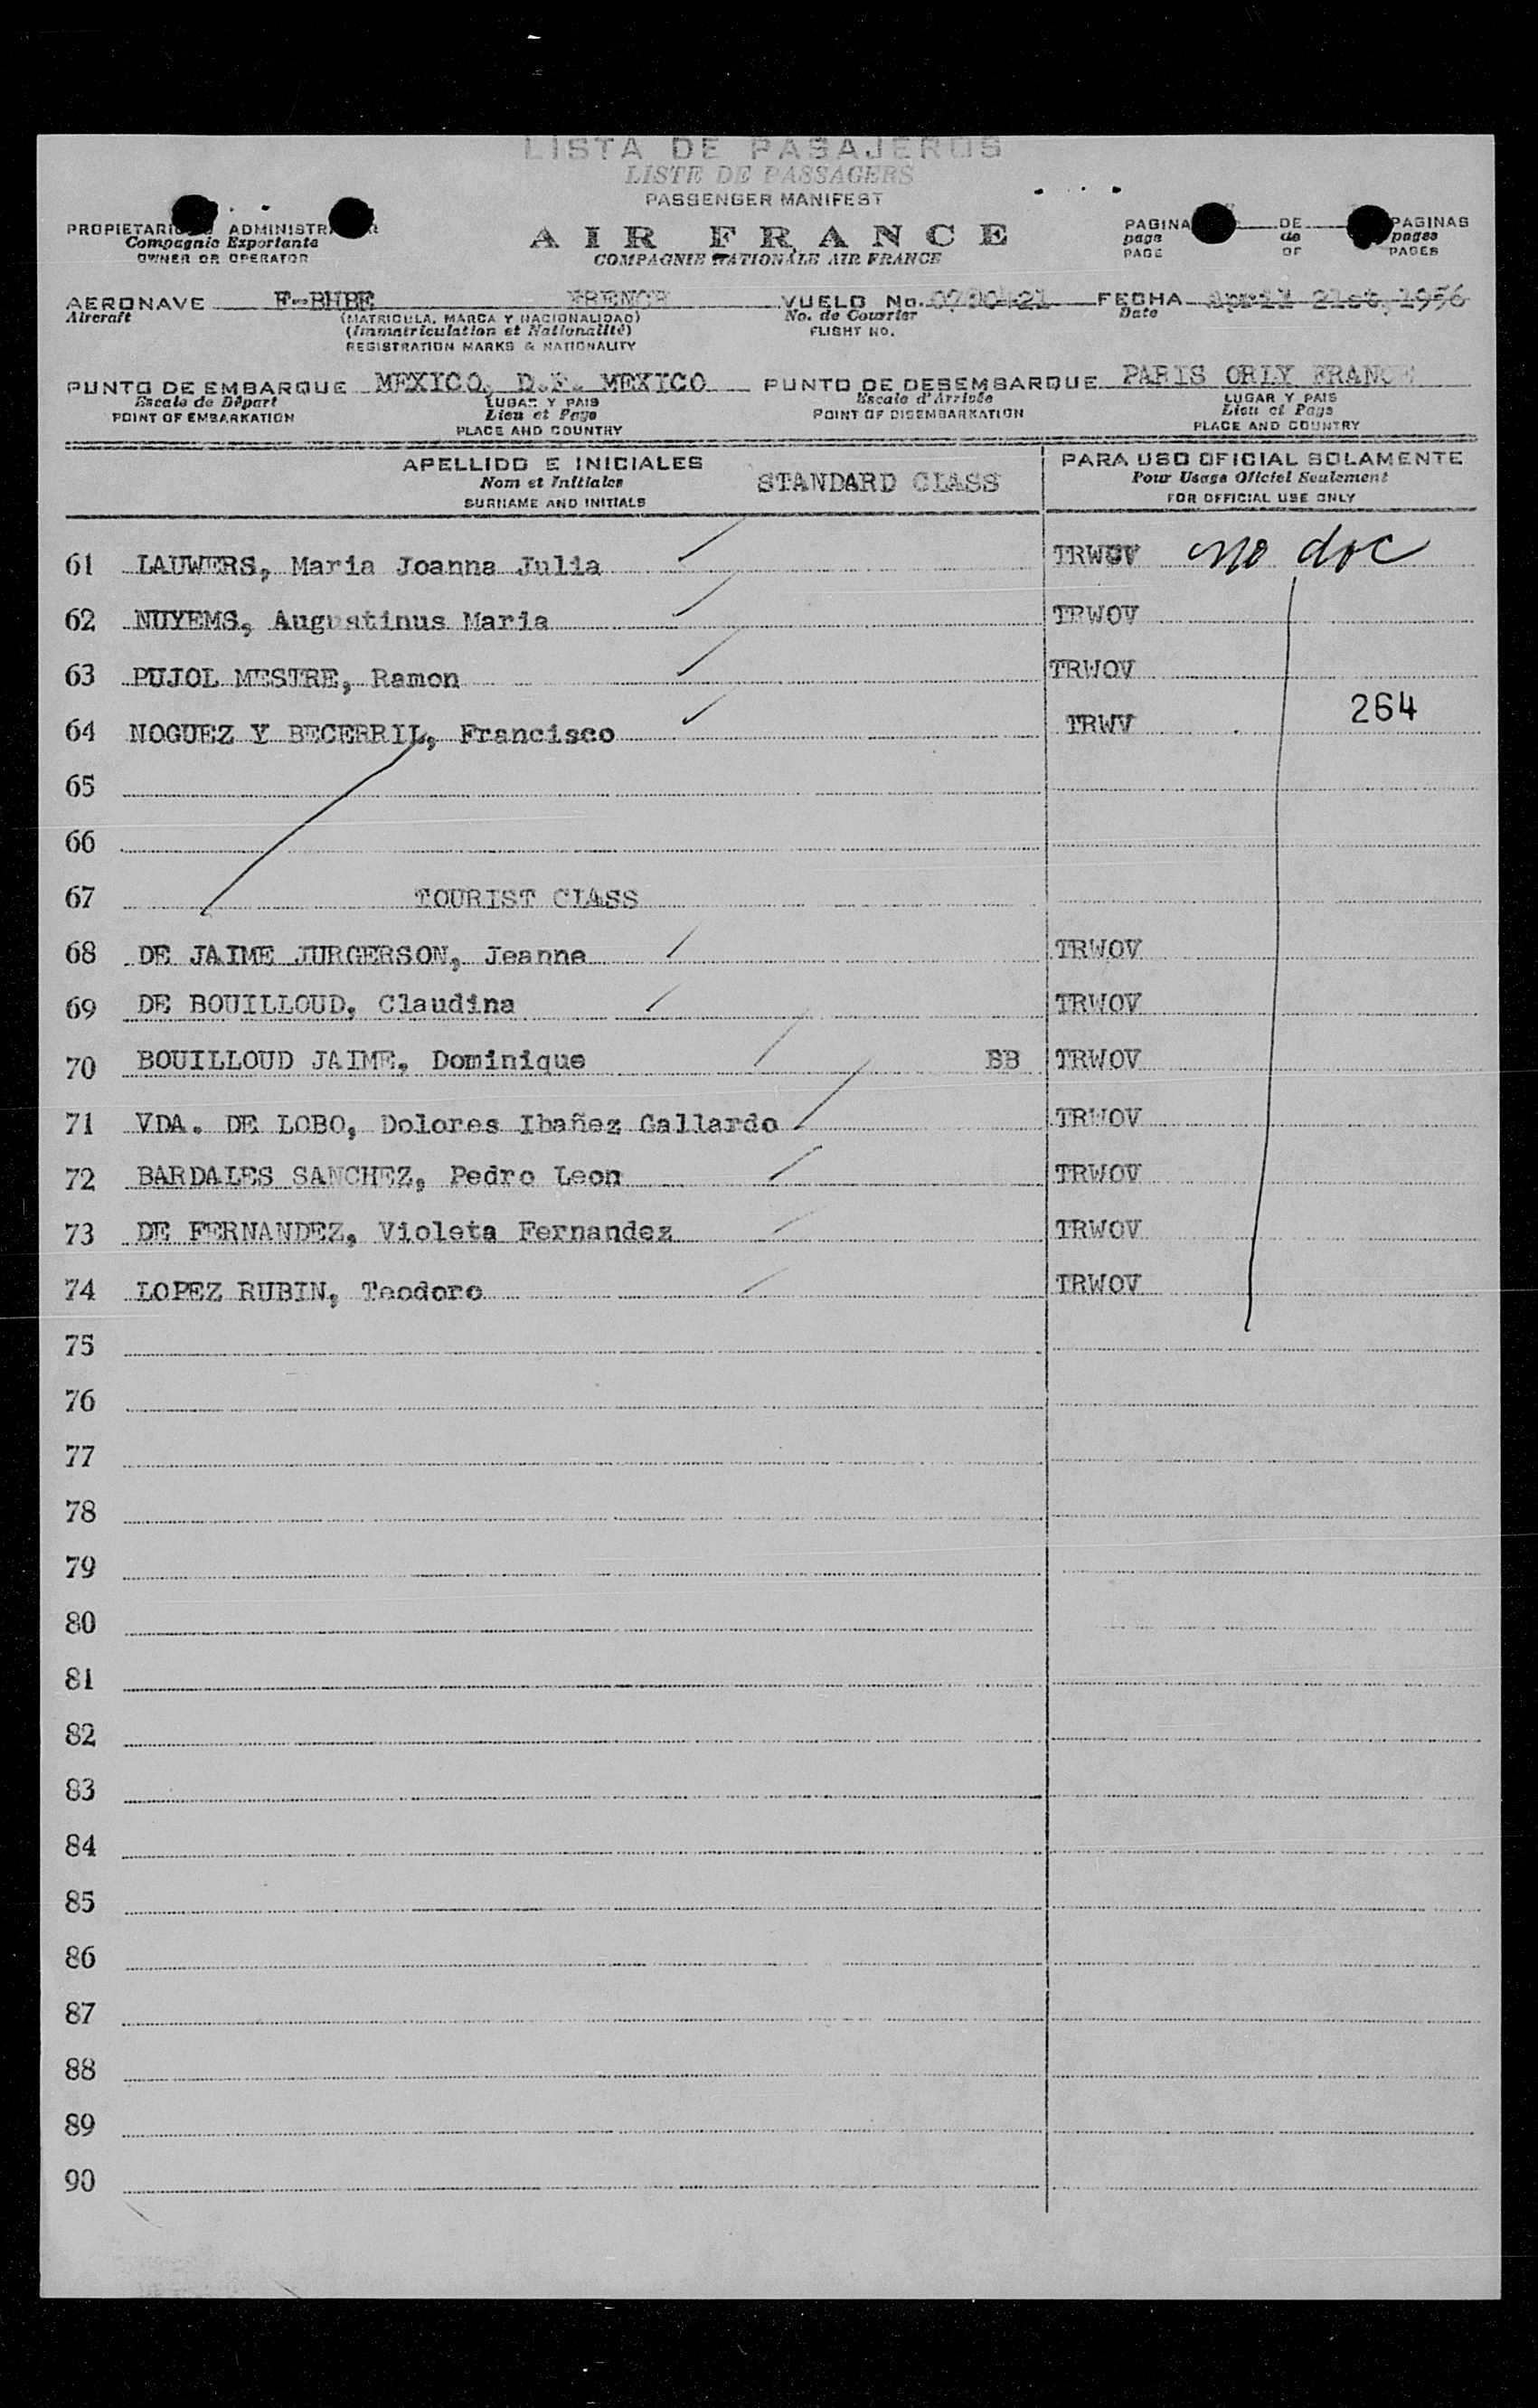 LISTA DE PASAJEROS
LISTE DE PASSAGERS
PASSENGER MANIFEST
PROPIETARIO ADMINISTR
Compagnie Exportante
OWNER OR OPERATOR
AIR FRANCE
COMPAGNIE NATIONALE AIR FRANCE
PAGINA DE PAGINAS
page de pages
PAGE OF PAGES
AERONAVE F-BHBE FRENCH VUELO No. FECHA April 21st, 1956
Aircraft (MATRICULA, MARCA Y NACIONALIDAD) No. de Courrier Date
(Immatriculation et Nationalité) FLIGHT NO.
REGISTRATION MARKS & NATIONALITY
PUNTO DE EMBARQUE MEXICO, D.F. MEXICO PUNTO DE DESEMBARQUE PARIS ORLY FRANCE
Escale de Départ LUGAR Y PAIS Escale d'Arrivée LUGAR Y PAIS
POINT OF EMBARKATION Lieu et Pays POINT OF DISEMBARKATION Lieu et Pays
PLACE AND COUNTRY PLACE AND COUNTRY
APELLIDO E INICIALES STANDARD CLASS PARA USO OFICIAL SOLAMENTE
Nom et Initiales Pour Usage Officiel Seulement
SURNAME AND INITIALS FOR OFFICIAL USE ONLY
61 LAUWERS, Maria Joanna Julia TRWOV no doc
62 NUYEMS, Augustinus Maria TRWOV
63 PUJOL MESTRE, Ramon TRWOV
64 NOGUEZ Y BECERRIL, Francisco TRWV 264
65
66
67 TOURIST CLASS
68 DE JAIME JURGERSON, Jeanne TRWOV
69 DE BOUILLOUD, Claudina TRWOV
70 BOUILLOUD JAIME, Dominique BB TRWOV
71 VDA. DE LOBO, Dolores Ibañez Gallardo TRWOV
72 BARDALES SANCHEZ, Pedro Leon TRWOV
73 DE FERNANDEZ, Violeta Fernandez TRWOV
74 LOPEZ RUBIN, Teodoro TRWOV
75
76
77
78
79
80
81
82
83
84
85
86
87
88
89
90